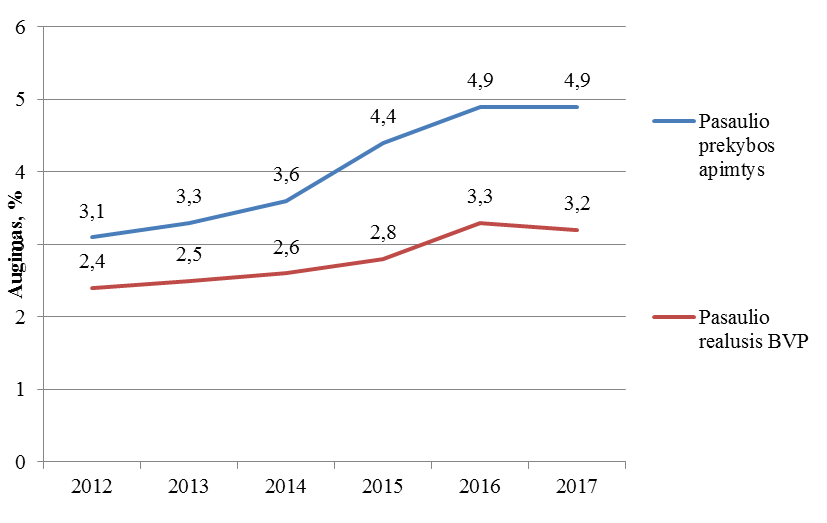 6
5
4
3
2
1
0
Augimas, %
3,1
3,3
3,6
4,4
4,9
4,9
2,4
2,5
2,6
2,8
3,3
3,2
2012 2013 2014 2015 2016 2017
Pasaulio
prekybos
apimtys
Pasaulio
realusis BVP